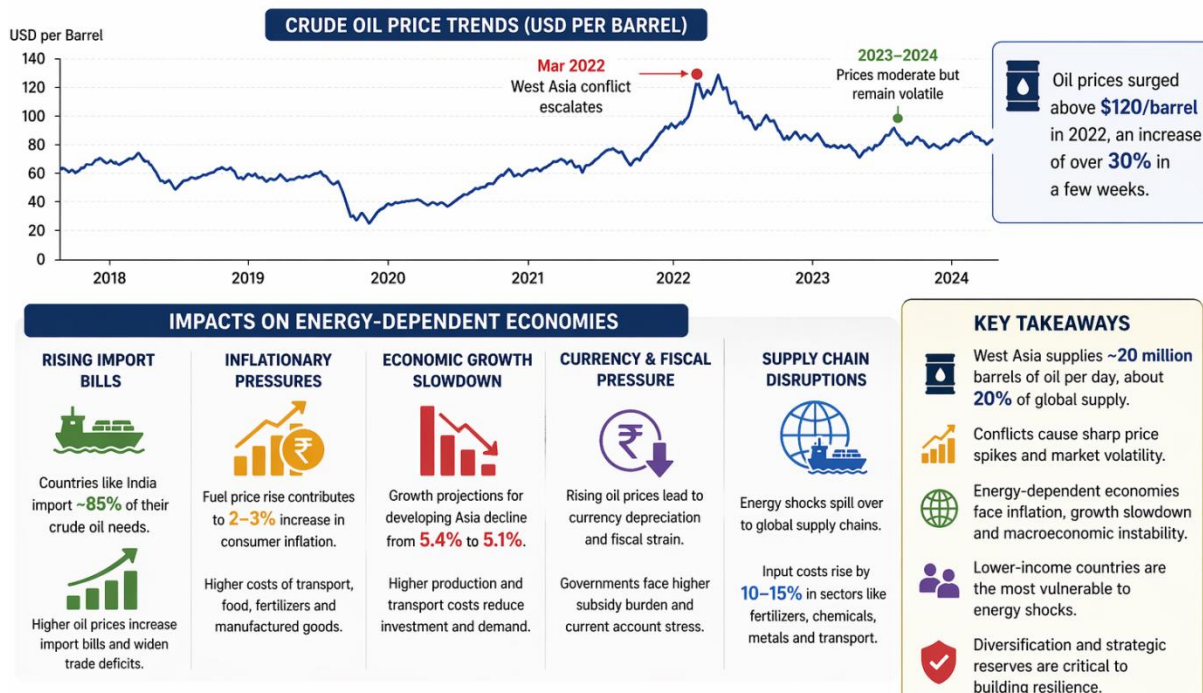 CRUDE OIL PRICE TRENDS (USD PER BARREL)
USD per Barrel
140
120
100
80
60
40
20
0
2018
2019
2020
2021
2022
2023
2024
Mar 2022
West Asia conflict
escalates
2023–2024
Prices moderate but
remain volatile
Oil prices surged
above $120/barrel
in 2022, an increase
of over 30% in
a few weeks.
IMPACTS ON ENERGY-DEPENDENT ECONOMIES
RISING IMPORT
BILLS
Countries like India
import ~85% of their
crude oil needs.
Higher oil prices increase
import bills and widen
trade deficits.
INFLATIONARY
PRESSURES
₹
Fuel price rise contributes
to 2–3% increase in
consumer inflation.
Higher costs of transport,
food, fertilizers and
manufactured goods.
ECONOMIC GROWTH
SLOWDOWN
Growth projections for
developing Asia decline
from 5.4% to 5.1%.
Higher production and
transport costs reduce
investment and demand.
CURRENCY & FISCAL
PRESSURE
₹
Rising oil prices lead to
currency depreciation
and fiscal strain.
Governments face higher
subsidy burden and
current account stress.
SUPPLY CHAIN
DISRUPTIONS
Energy shocks spill over
to global supply chains.
Input costs rise by
10–15% in sectors like
fertilizers, chemicals,
metals and transport.
KEY TAKEAWAYS
West Asia supplies ~20 million
barrels of oil per day, about
20% of global supply.
Conflicts cause sharp price
spikes and market volatility.
Energy-dependent economies
face inflation, growth slowdown
and macroeconomic instability.
Lower-income countries are
the most vulnerable to
energy shocks.
Diversification and strategic
reserves are critical to
building resilience.